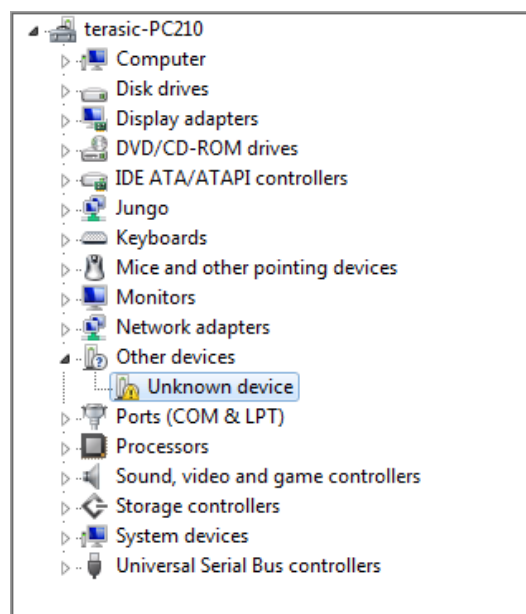 terasic-PC210
Computer
Disk drives
Display adapters
DVD/CD-ROM drives
IDE ATA/ATAPI controllers
Jungo
Keyboards
Mice and other pointing devices
Monitors
Network adapters
Other devices
Unknown device
Ports (COM & LPT)
Processors
Sound, video and game controllers
Storage controllers
System devices
Universal Serial Bus controllers